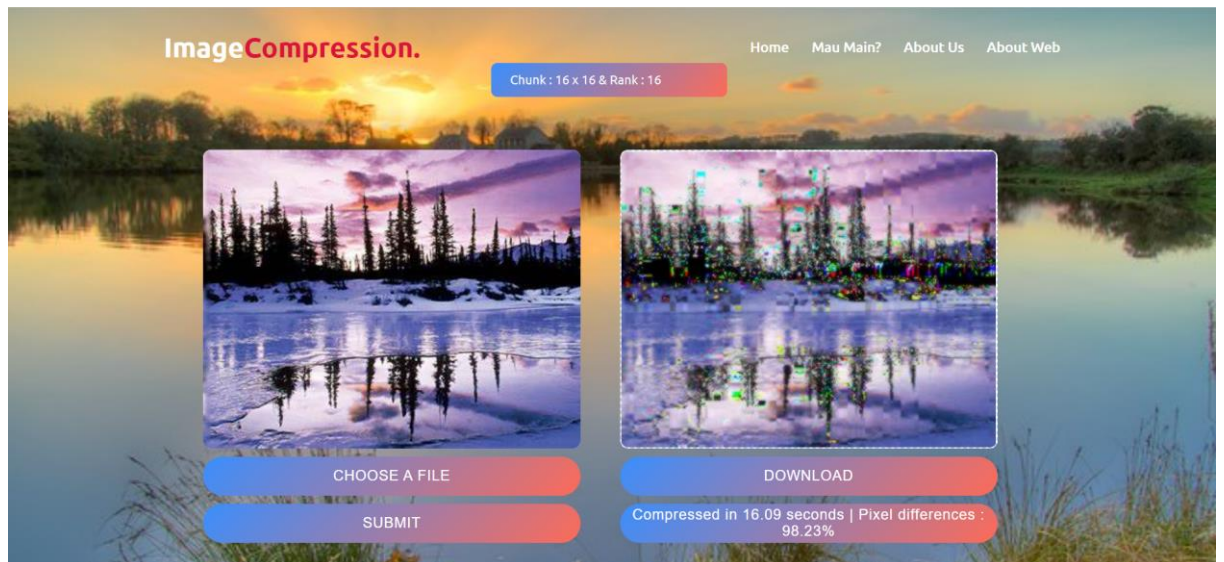 ImageCompression.
Home Mau Main? About Us About Web
Chunk : 16 x 16 & Rank : 16
CHOOSE A FILE
DOWNLOAD
SUBMIT
Compressed in 16.09 seconds | Pixel differences :
98.23%